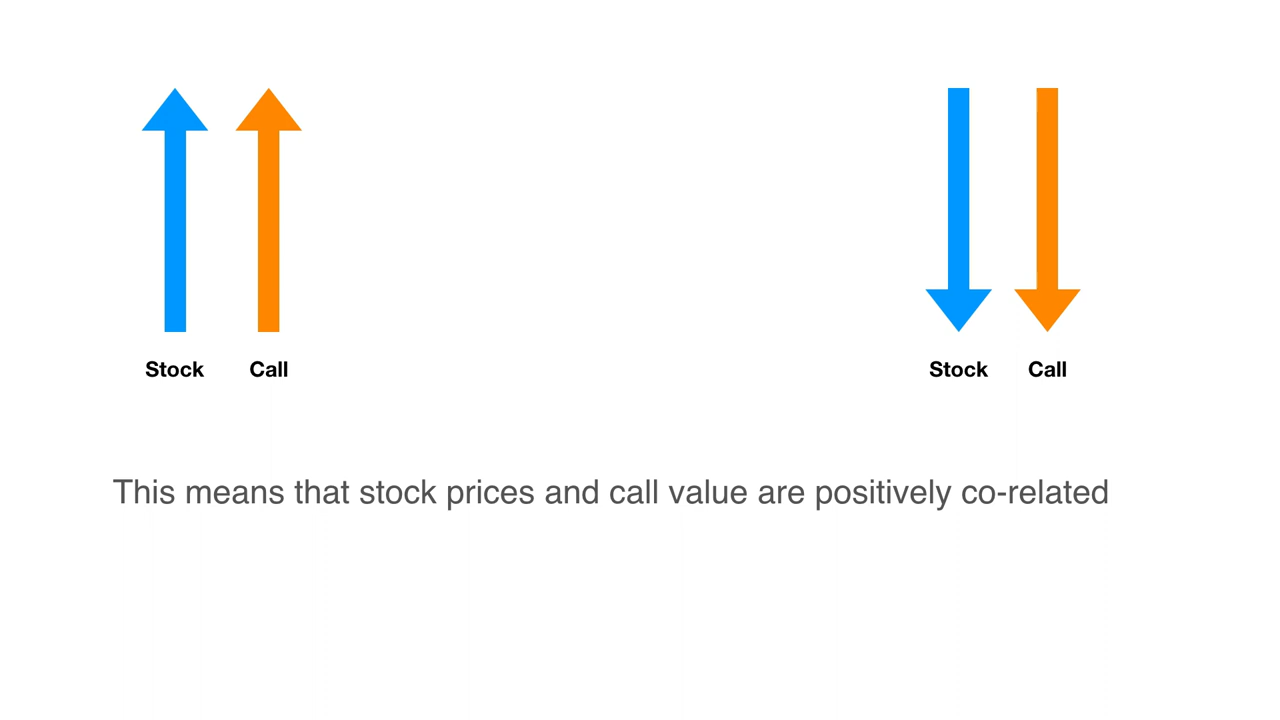 Stock Call Stock Call
This means that stock prices and call value are positively co-related